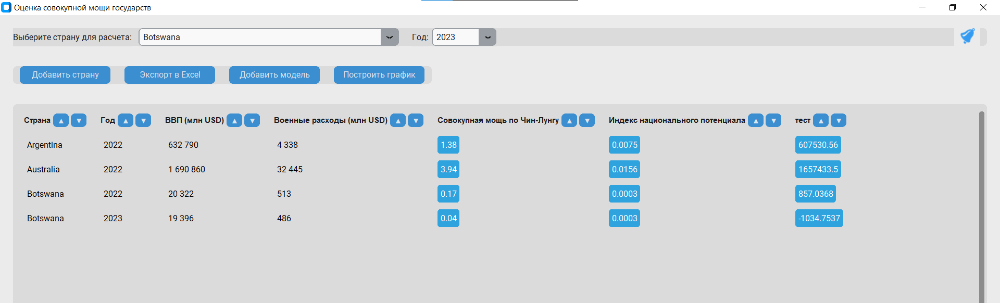 Оценка совокупной мощи государств
Выберите страну для расчета: Botswana Год: 2023
Добавить страну Экспорт в Excel Добавить модель Построить график
Страна ▲ ▼ Год ▲ ▼ ВВП (млн USD) ▲ ▼ Военные расходы (млн USD) ▲ ▼ Совокупная мощь по Чин-Лунгу ▲ ▼ Индекс национального потенциала ▲ ▼ тест ▲ ▼
Argentina 2022 632 790 4 338 1.38 0.0075 607530.56
Australia 2022 1 690 860 32 445 3.94 0.0156 1657433.5
Botswana 2022 20 322 513 0.17 0.0003 857.0368
Botswana 2023 19 396 486 0.04 0.0003 -1034.7537